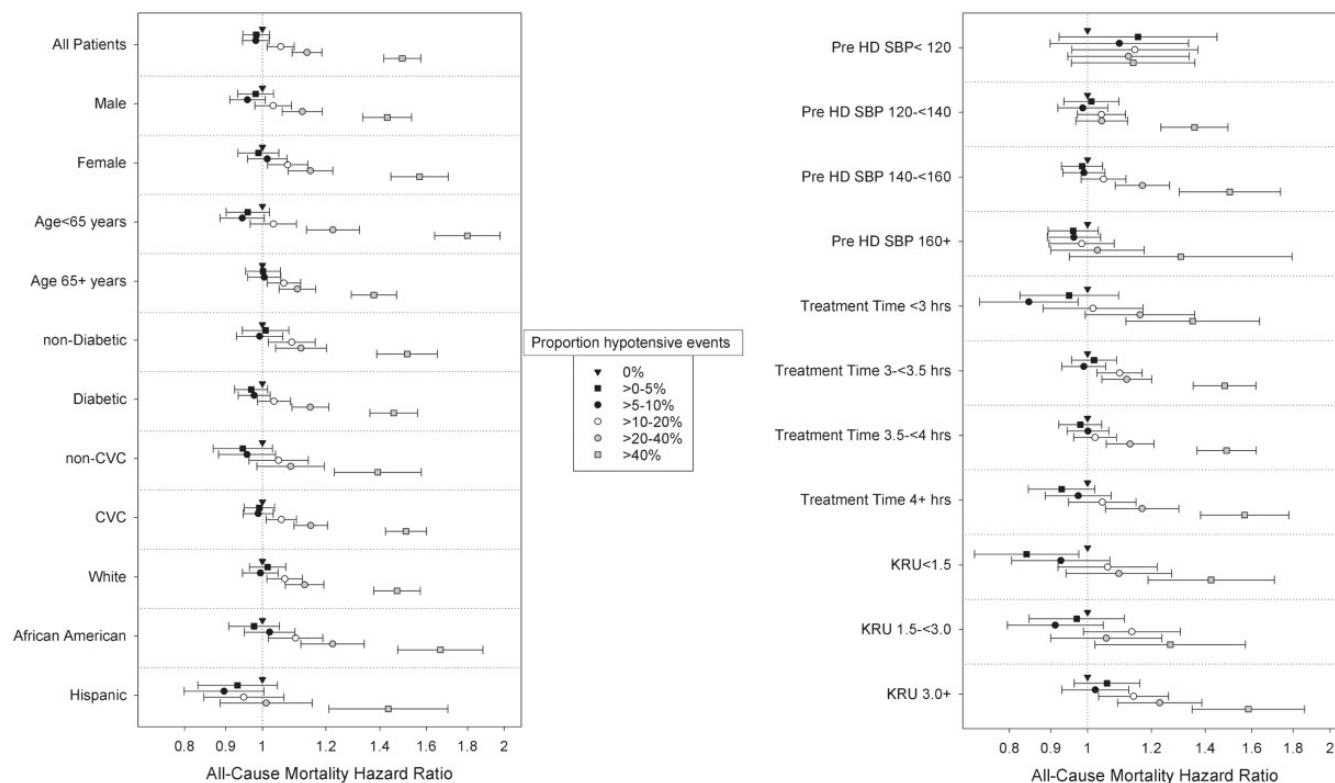 All Patients
Male
Female
Age<65 years
Age 65+ years
non-Diabetic
Diabetic
non-CVC
CVC
White
African American
Hispanic
0.8 0.9 1 1.2 1.4 1.6 1.8 2
All-Cause Mortality Hazard Ratio
Proportion hypotensive events
0%
>0-5%
>5-10%
>10-20%
>20-40%
>40%
Pre HD SBP< 120
Pre HD SBP 120-<140
Pre HD SBP 140-<160
Pre HD SBP 160+
Treatment Time <3 hrs
Treatment Time 3-<3.5 hrs
Treatment Time 3.5-<4 hrs
Treatment Time 4+ hrs
KRU<1.5
KRU 1.5-<3.0
KRU 3.0+
0.8 0.9 1 1.2 1.4 1.6 1.8 2
All-Cause Mortality Hazard Ratio